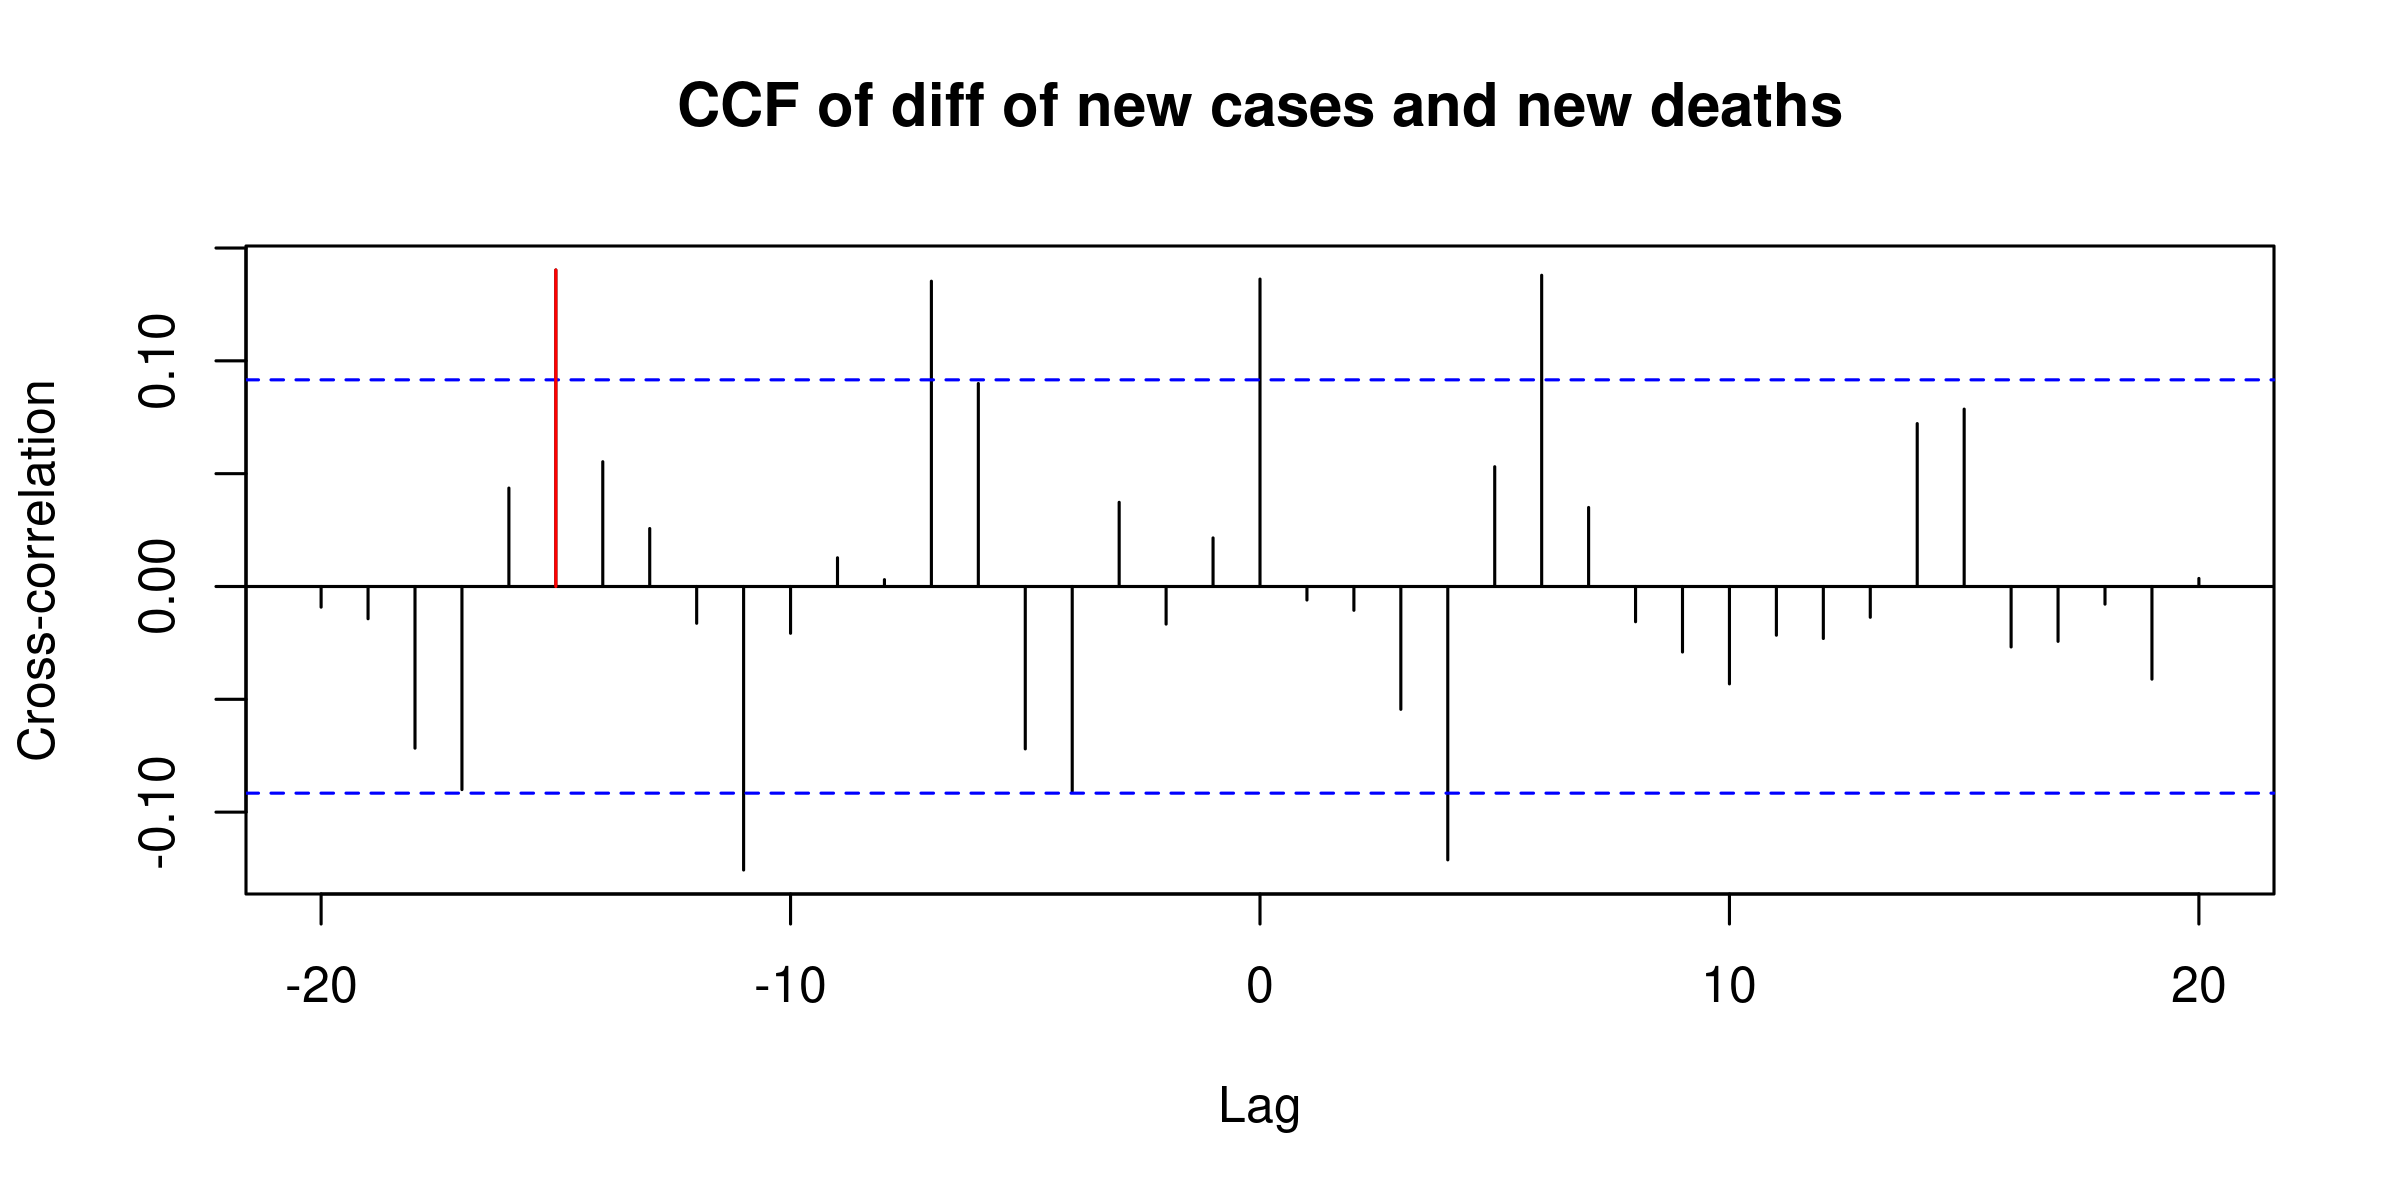 CCF of diff of new cases and new deaths
Cross-correlation
0.10
0.00
-0.10
-20 -10 0 10 20
Lag